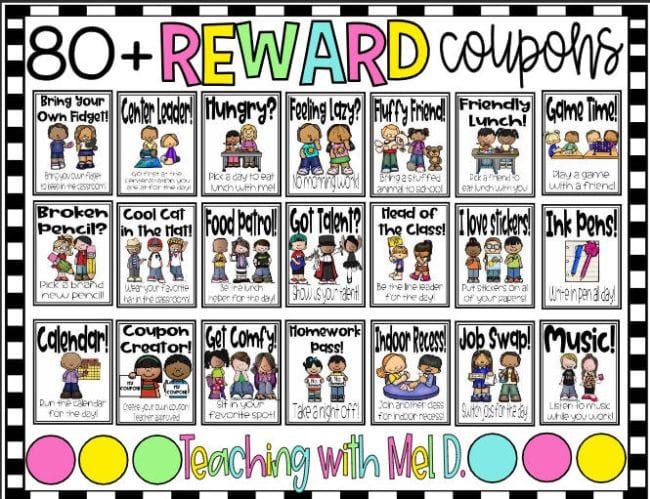 80+ REWARD coupons
Bring Your
Own Fidget!
Bring your own fidget
to keep in the classroom.
Center Leader!
Go first at the
you
are at for the day!
Hungry?
Pick a day to eat
lunch with me!
Feeling Lazy?
No morning work!
Fluffy Friend!
Bring a stuffed
animal to school!
Friendly
Lunch!
Pick a friend to
eat lunch with you!
Game Time!
Play a game
with a friend!
Broken
Pencil?
Pick a brand
new pencil!
Cool Cat
in the Hat!
Wear your favorite
hat in the classroom!
Food Patrol!
Be the lunch
helper for the day!
Got Talent?
Show us your talent!
Head of
the Class!
Be the line leader
for the day!
I love stickers!
Put stickers on all
of your papers!
Ink Pens!
Write in pen all day!
Calendar!
Run the calendar
for the day!
Coupon
Creator!
MY
COUPON
MY
COUPON
Create your own coupon!
Teacher approved
Get Comfy!
Sit in your
favorite spot!
Homework
Pass!
Take a night off!
Indoor Recess!
Join another class
for indoor recess!
Job Swap!
Switch jobs for the day
Music!
Listen to music
while you work!
Teaching with Mel D.